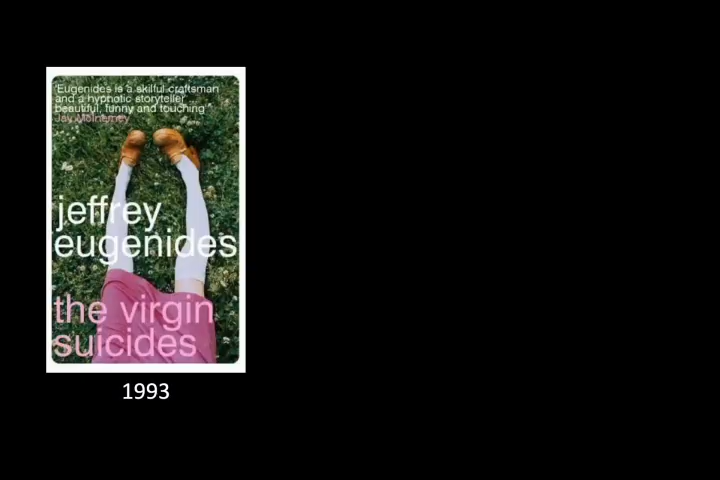 'Eugenides is a skilful craftsman
and a hypnotic storyteller ...
beautiful, funny and touching'
Jay McInerney
jeffrey
eugenides
the virgin
suicides
1993